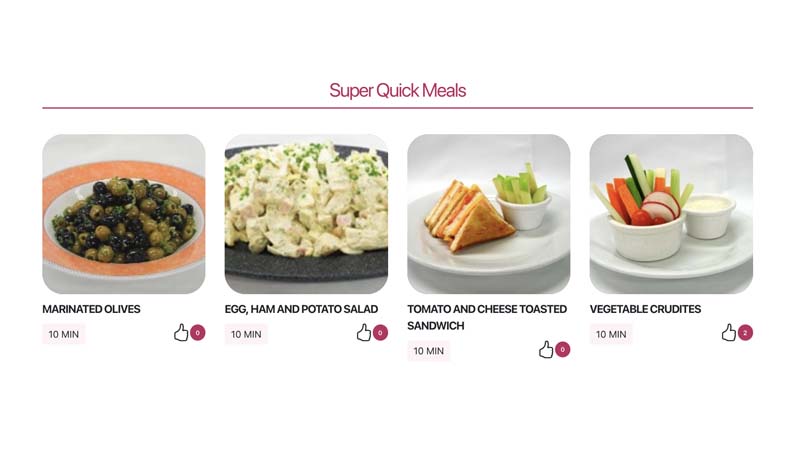 Super Quick Meals
MARINATED OLIVES
10 MIN
0
EGG, HAM AND POTATO SALAD
10 MIN
0
TOMATO AND CHEESE TOASTED
SANDWICH
10 MIN
0
VEGETABLE CRUDITES
10 MIN
2